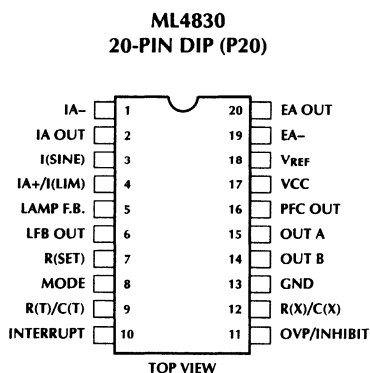 ML4830
20-PIN DIP (P20)
IA– 1 20 EA OUT
IA OUT 2 19 EA–
I(SINE) 3 18 VREF
IA+/I(LIM) 4 17 VCC
LAMP F.B. 5 16 PFC OUT
LFB OUT 6 15 OUT A
R(SET) 7 14 OUT B
MODE 8 13 GND
R(T)/C(T) 9 12 R(X)/C(X)
INTERRUPT 10 11 OVP/INHIBIT
TOP VIEW